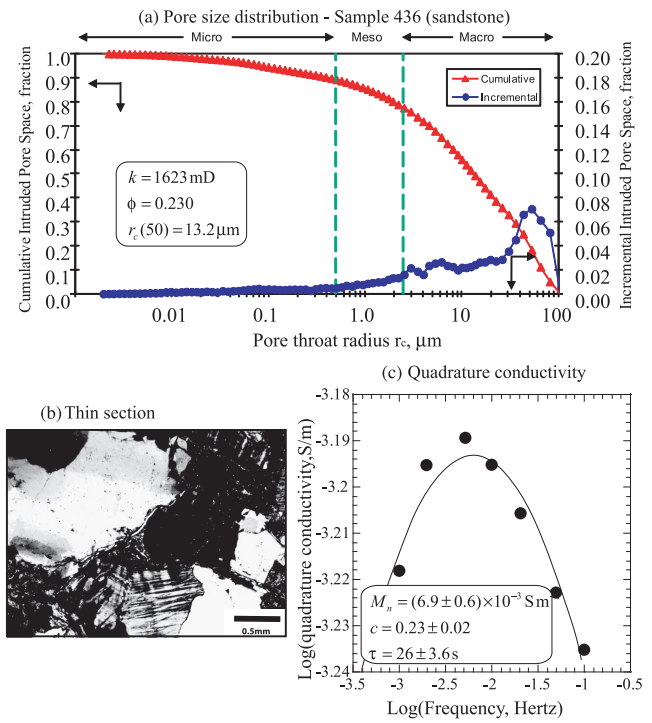 (a) Pore size distribution - Sample 436 (sandstone)
Micro Meso Macro
Cumulative Intruded Pore Space, fraction
1.0
0.9
0.8
0.7
0.6
0.5
0.4
0.3
0.2
0.1
0.0
Cumulative
Incremental
k = 1623 mD
ϕ = 0.230
r_c(50) = 13.2 μm
0.20
0.18
0.16
0.14
0.12
0.10
0.08
0.06
0.04
0.02
0.00
Incremental Intruded Pore Space, fraction
0.01 0.1 1.0 10 100
Pore throat radius r_c, μm
(b) Thin section
0.5mm
(c) Quadrature conductivity
Log(quadrature conductivity,S/m)
-3.18
-3.19
-3.2
-3.21
-3.22
-3.23
-3.24
M_n = (6.9 ± 0.6) × 10⁻³ Sm
c = 0.23 ± 0.02
τ = 26 ± 3.6 s
-3.5 -3 -2.5 -2 -1.5 -1 -0.5
Log(Frequency, Hertz)